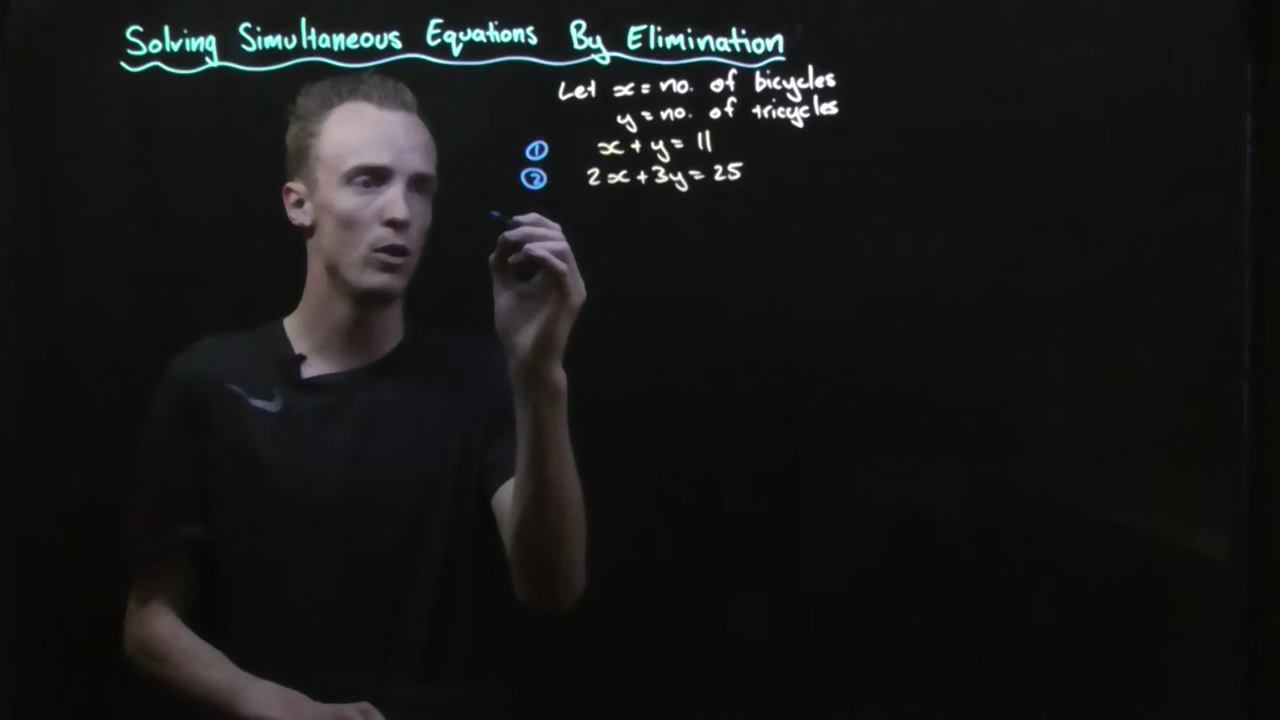 Solving Simultaneous Equations By Elimination
Let x = no. of bicycles
y = no. of tricycles
① x + y = 11
② 2x + 3y = 25